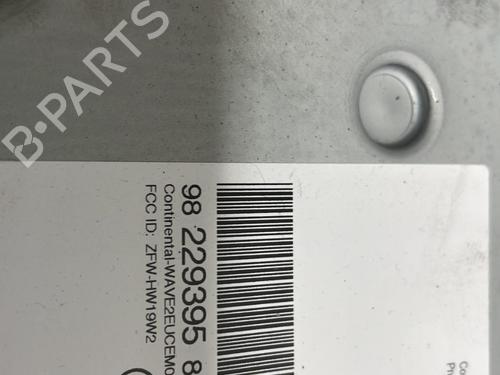 B·PARTS
98 229395 8
Continental-WAVE2EUCEM0
FCC ID: ZFW-HW19W2